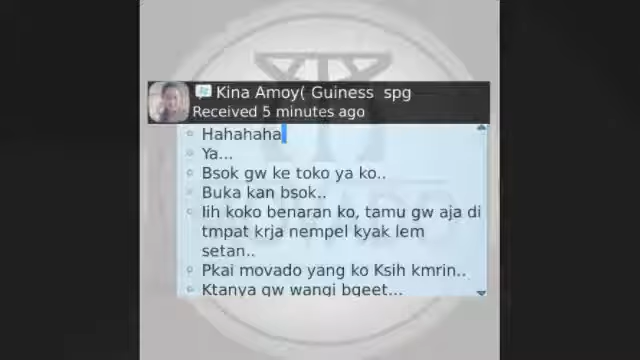 Kina Amoy( Guiness spg
Received 5 minutes ago
Hahahaha
Ya...
Bsok gw ke toko ya ko..
Buka kan bsok..
Iih koko benaran ko, tamu gw aja di
tmpat krja nempel kyak lem
setan..
Pkai movado yang ko Ksih kmrin..
Ktanya gw wangi bgeet...